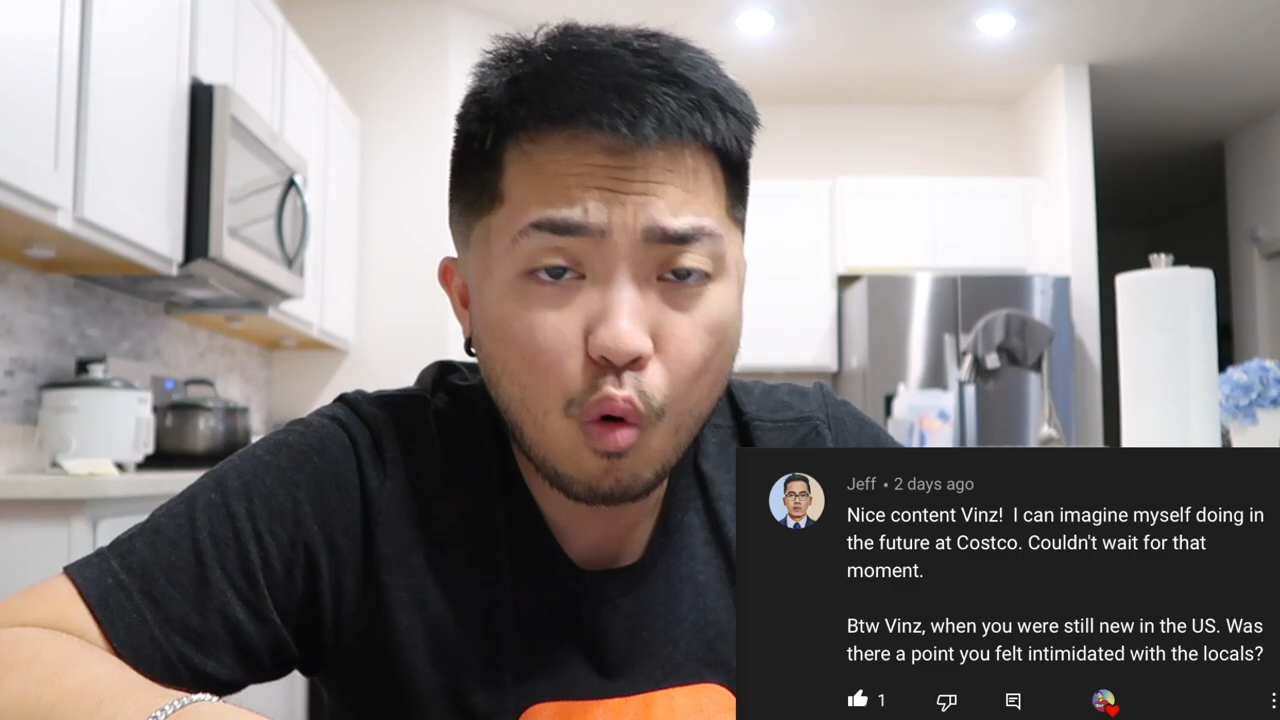 Jeff • 2 days ago
Nice content Vinz! I can imagine myself doing in
the future at Costco. Couldn't wait for that
moment.
Btw Vinz, when you were still new in the US. Was
there a point you felt intimidated with the locals?
1